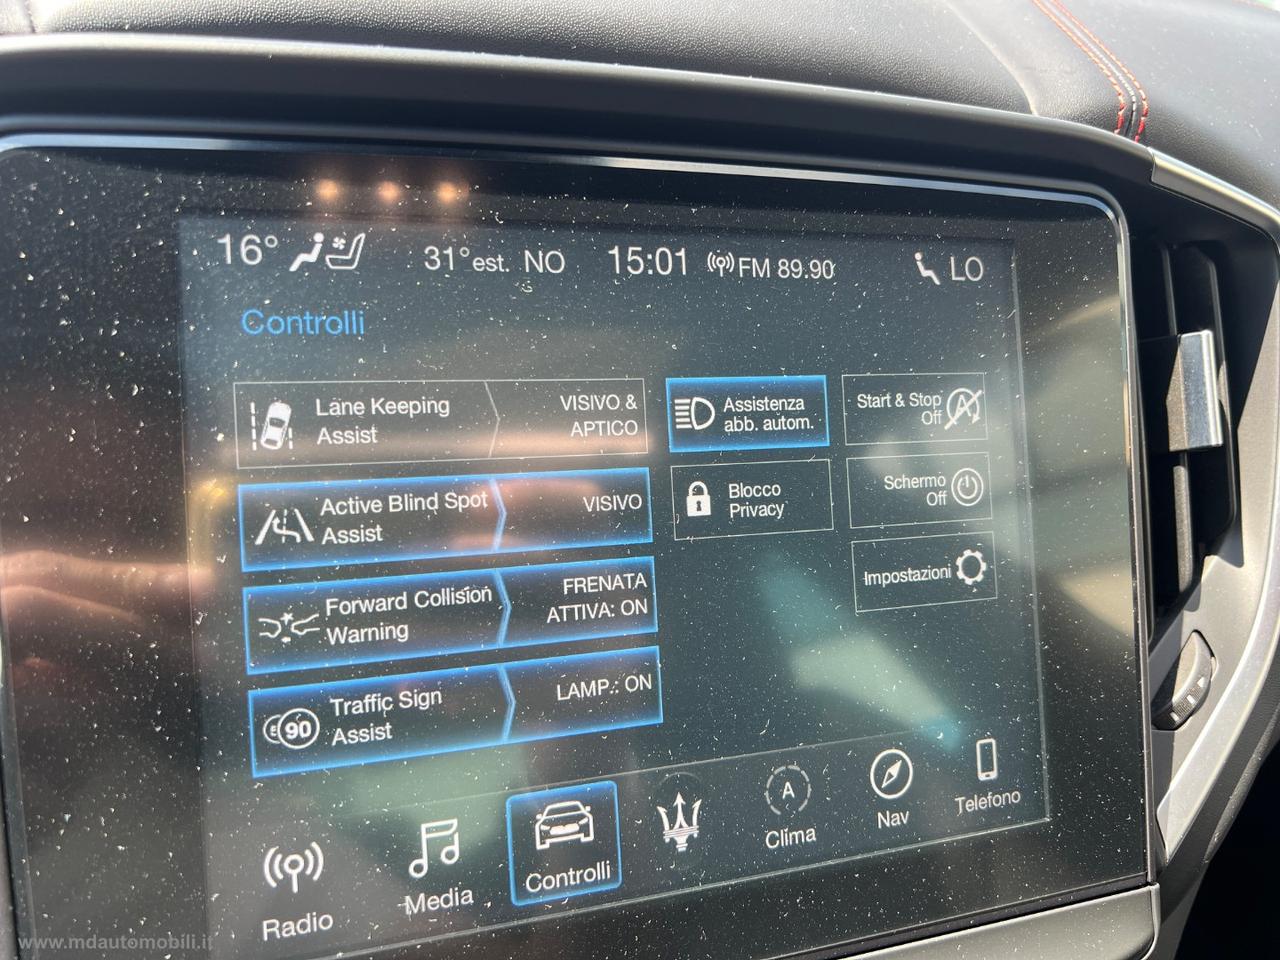 16° 31° est. NO 15:01 FM 89.90 LO
Controlli
Lane Keeping
Assist
VISIVO &
APTICO
Assistenza
abb. autom.
Start & Stop
Off
A
Active Blind Spot
Assist
VISIVO
Blocco
Privacy
Schermo
Off
Forward Collision
Warning
FRENATA
ATTIVA: ON
Impostazioni
90
Traffic Sign
Assist
LAMP.: ON
Radio
Media
Controlli
A
Clima
Nav
Telefono
www.mdautomobili.it